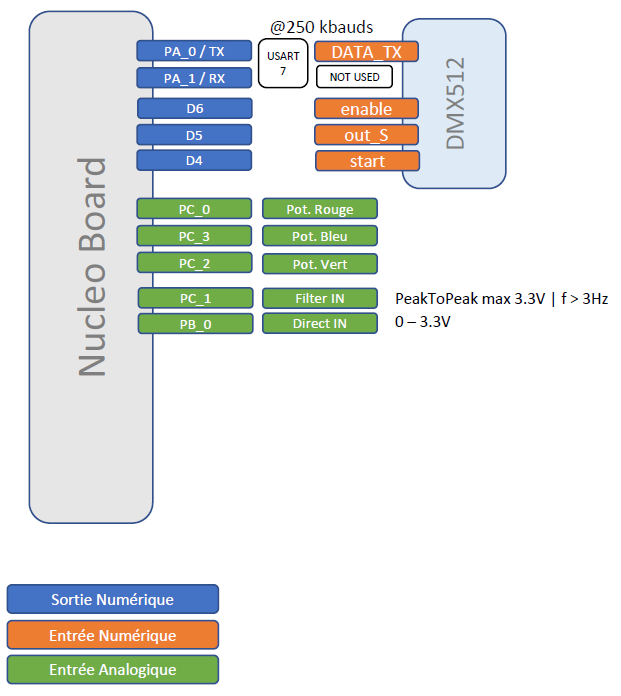 @250 kbauds
PA_0 / TX
USART
7
DATA_TX
PA_1 / RX
NOT USED
D6
enable
D5
out_S
D4
start
DMX512
Nucleo Board
PC_0
Pot. Rouge
PC_3
Pot. Bleu
PC_2
Pot. Vert
PC_1
Filter IN
PeakToPeak max 3.3V | f > 3Hz
PB_0
Direct IN
0 – 3.3V
Sortie Numérique
Entrée Numérique
Entrée Analogique